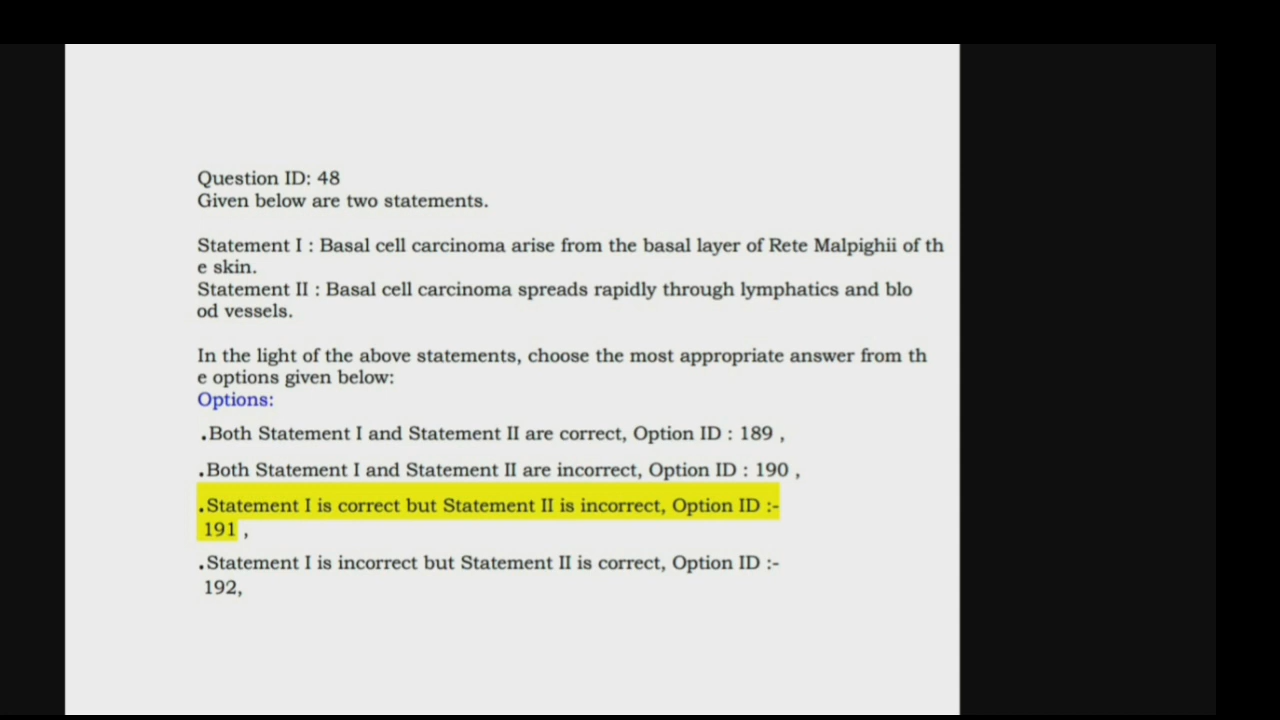 Question ID: 48
Given below are two statements.
Statement I : Basal cell carcinoma arise from the basal layer of Rete Malpighii of th
e skin.
Statement II : Basal cell carcinoma spreads rapidly through lymphatics and blo
od vessels.
In the light of the above statements, choose the most appropriate answer from th
e options given below:
Options:
.Both Statement I and Statement II are correct, Option ID : 189 ,
.Both Statement I and Statement II are incorrect, Option ID : 190 ,
.Statement I is correct but Statement II is incorrect, Option ID :-
191 ,
.Statement I is incorrect but Statement II is correct, Option ID :-
192,